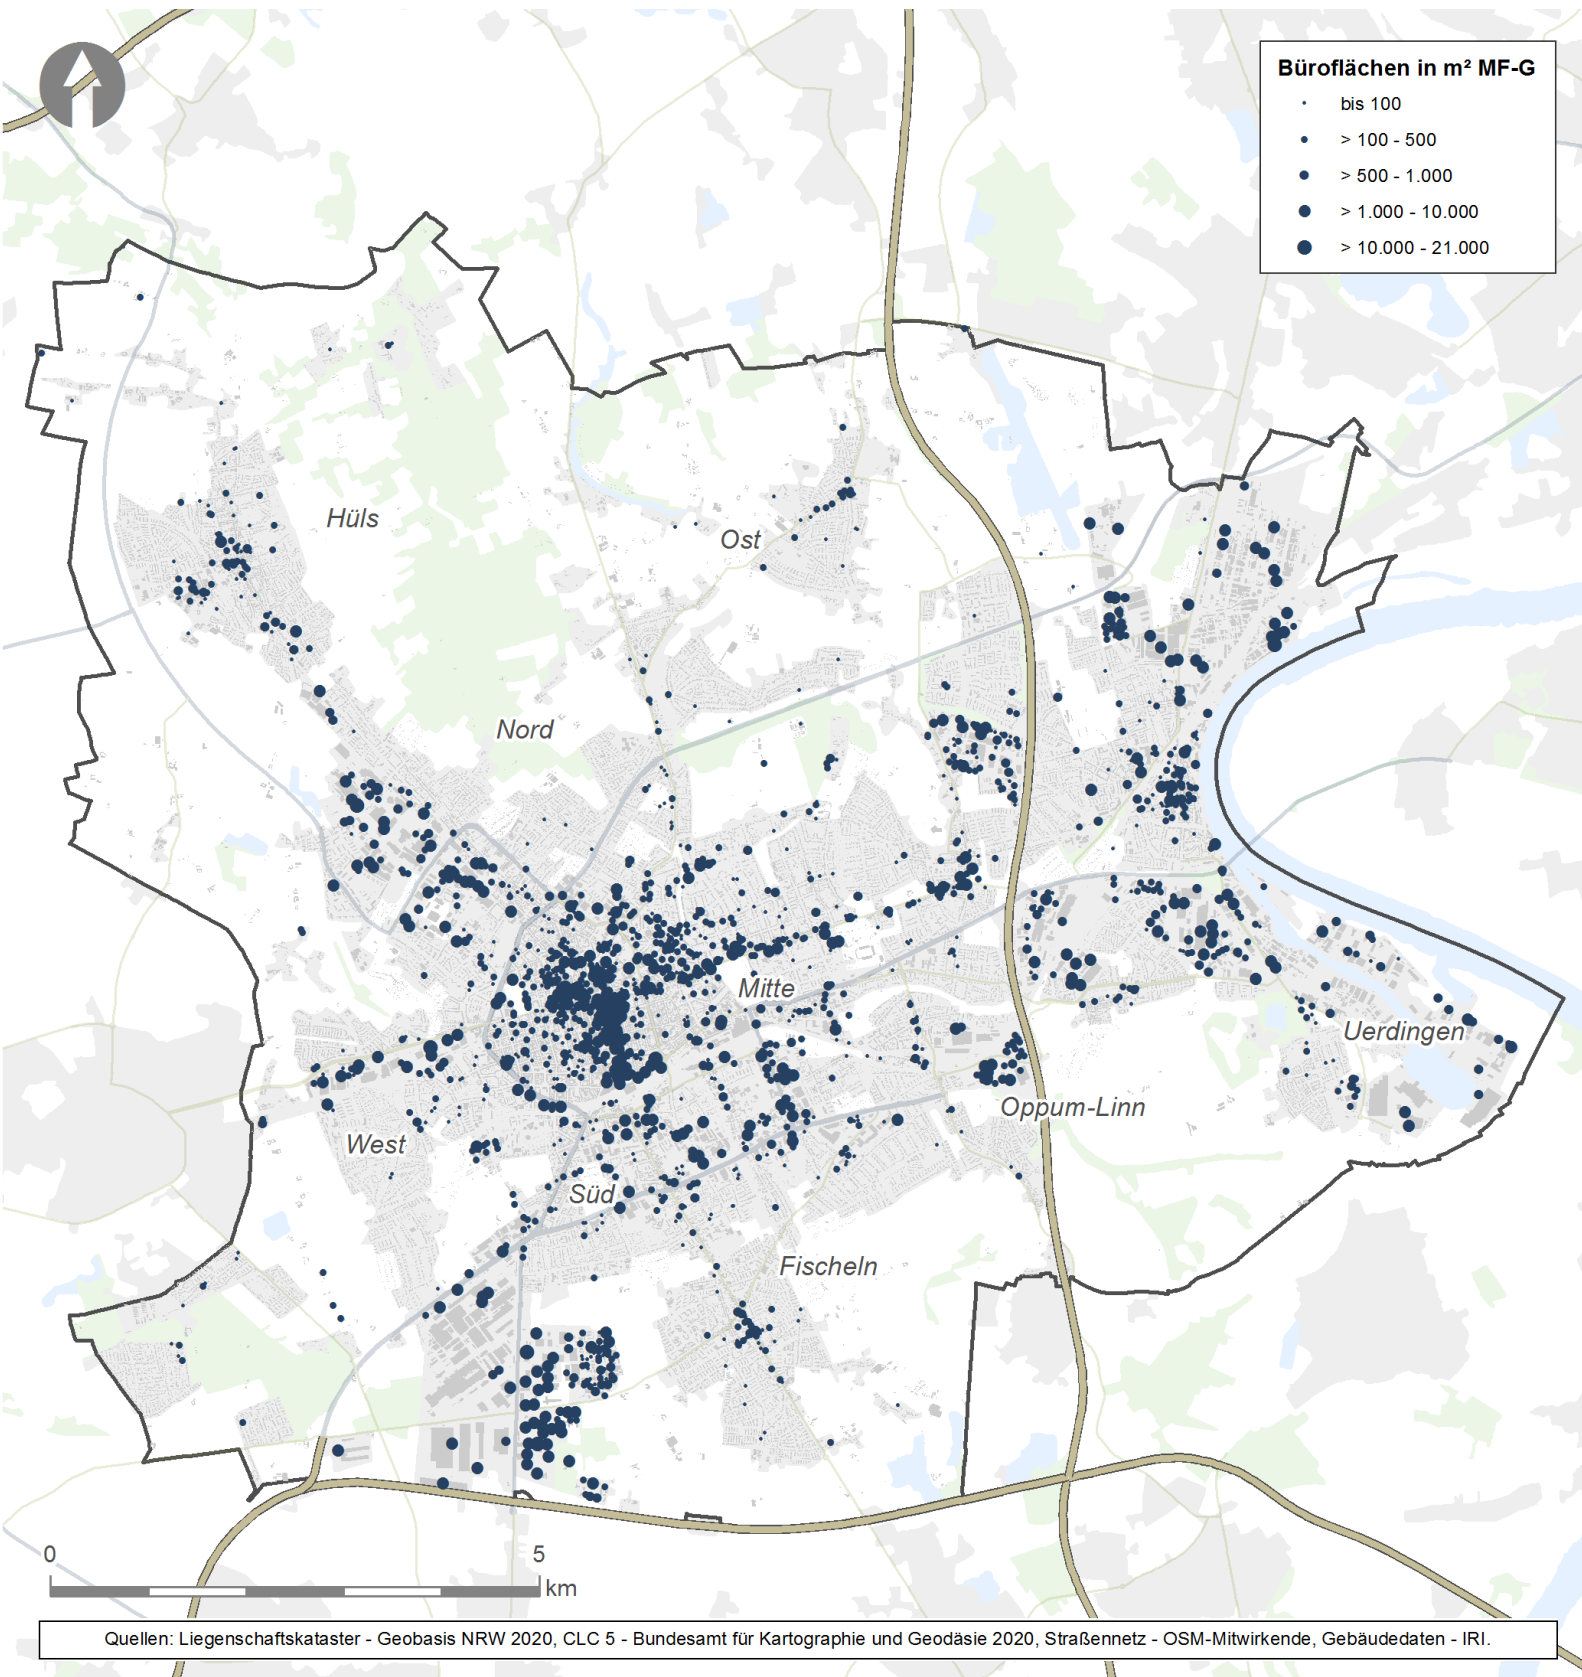 Büroflächen in m² MF-G
bis 100
> 100 - 500
> 500 - 1.000
> 1.000 - 10.000
> 10.000 - 21.000
Hüls
Ost
Nord
Mitte
Uerdingen
Oppum-Linn
West
Süd
Fischeln
0 5
km
Quellen: Liegenschaftskataster - Geobasis NRW 2020, CLC 5 - Bundesamt für Kartographie und Geodäsie 2020, Straßennetz - OSM-Mitwirkende, Gebäudedaten - IRI.